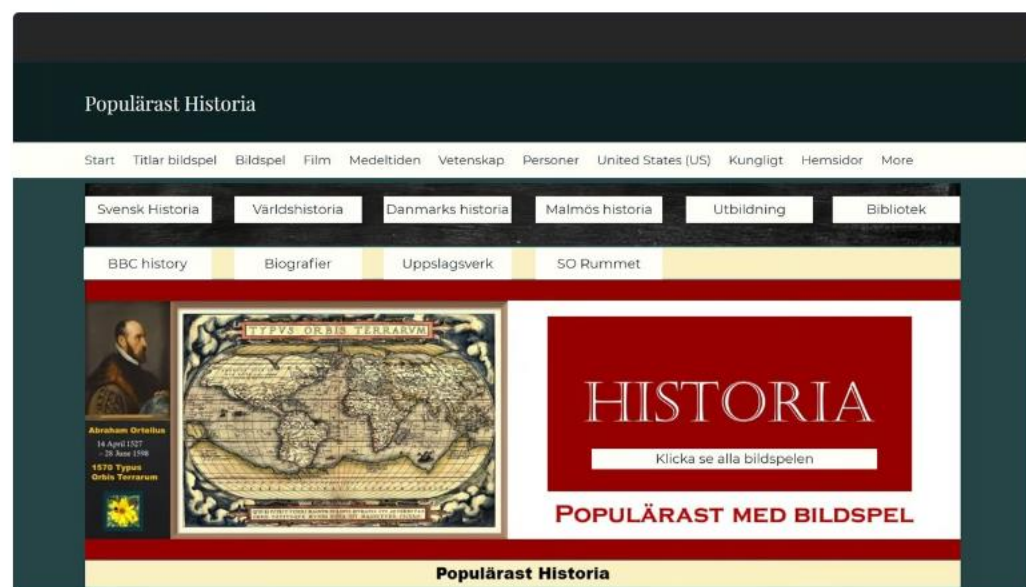 Populärast Historia
Start Titlar bildspel Bildspel Film Medeltiden Vetenskap Personer United States (US) Kungligt Hemsidor More
Svensk Historia Världshistoria Danmarks historia Malmös historia Utbildning Bibliotek
BBC history Biografier Uppslagsverk SO Rummet
TYPVS ORBIS TERRARVM
Abraham Ortelius
14 April 1527
– 28 June 1598
1570 Typus
Orbis Terrarum
HISTORIA
Klicka se alla bildspelen
POPULÄRAST MED BILDSPEL
Populärast Historia